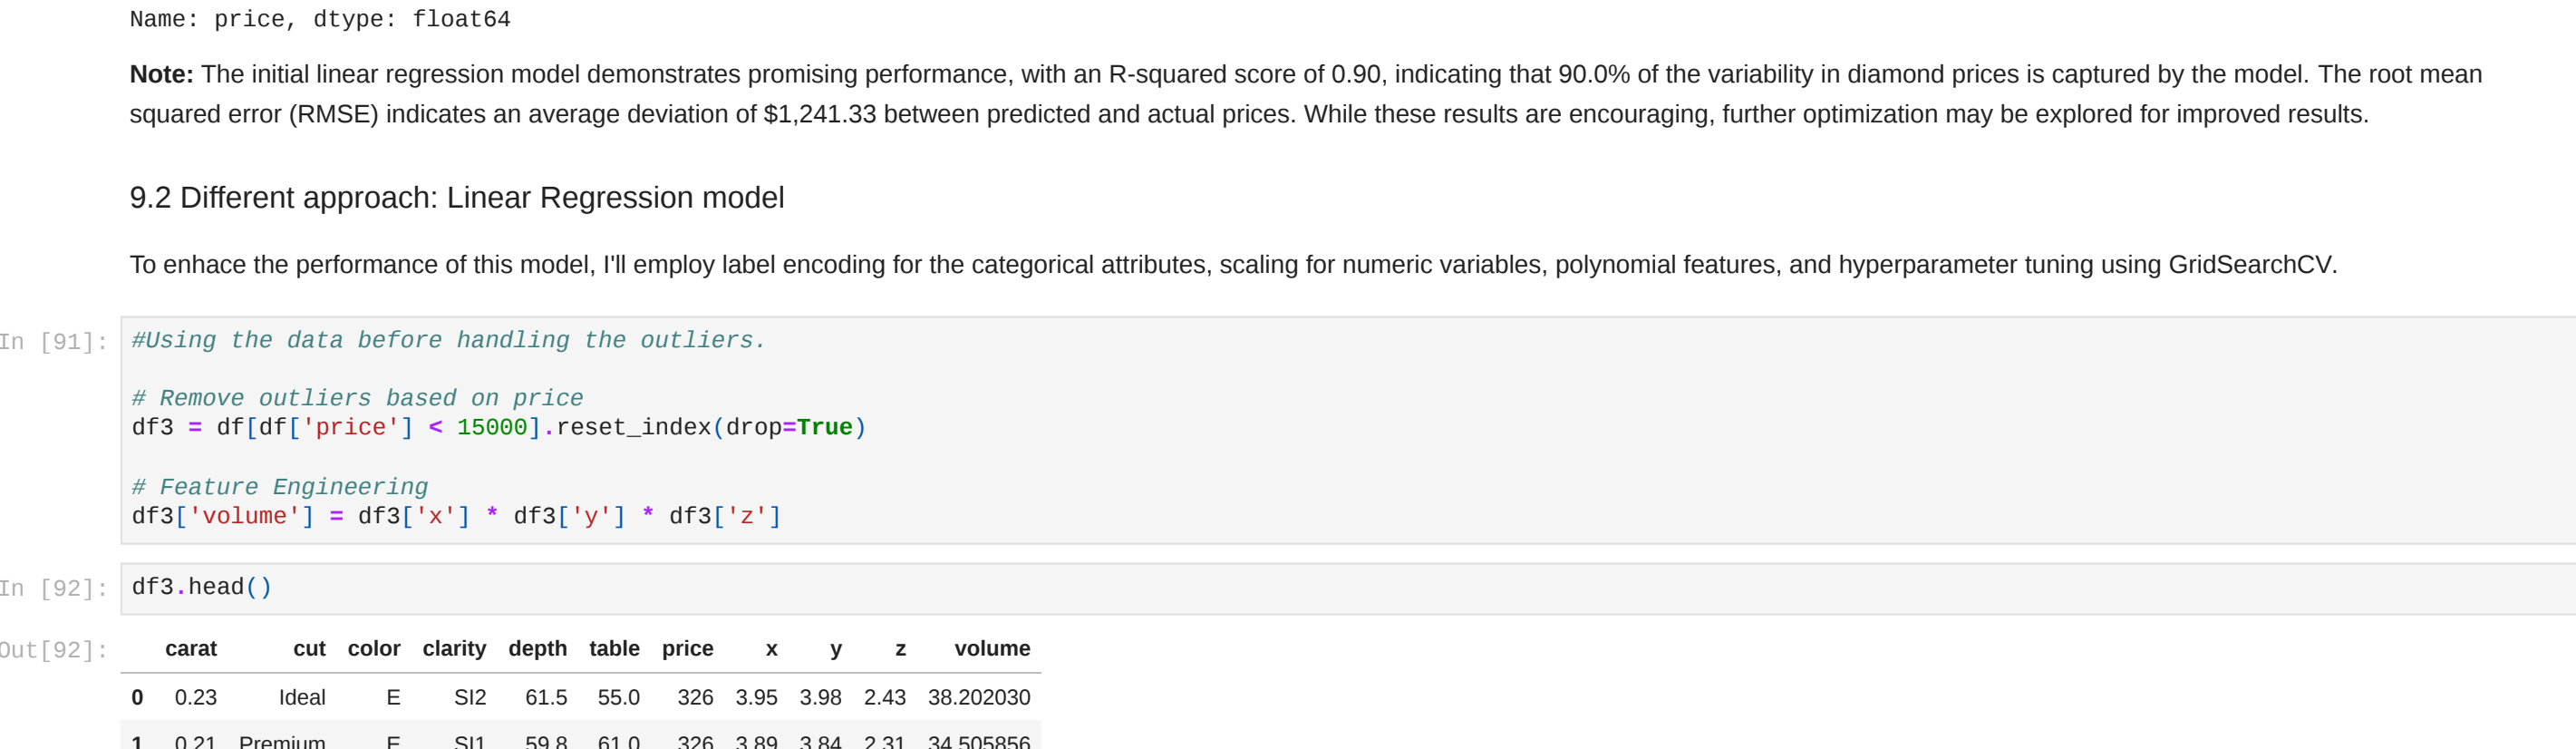 Name: price, dtype: float64
Note: The initial linear regression model demonstrates promising performance, with an R-squared score of 0.90, indicating that 90.0% of the variability in diamond prices is captured by the model. The root mean
squared error (RMSE) indicates an average deviation of $1,241.33 between predicted and actual prices. While these results are encouraging, further optimization may be explored for improved results.
9.2 Different approach: Linear Regression model
To enhace the performance of this model, I'll employ label encoding for the categorical attributes, scaling for numeric variables, polynomial features, and hyperparameter tuning using GridSearchCV.
In [91]: #Using the data before handling the outliers.
# Remove outliers based on price
df3 = df[df['price'] < 15000].reset_index(drop=True)
# Feature Engineering
df3['volume'] = df3['x'] * df3['y'] * df3['z']
In [92]: df3.head()
Out[92]: carat cut color clarity depth table price x y z volume
0 0.23 Ideal E SI2 61.5 55.0 326 3.95 3.98 2.43 38.202030
1 0.21 Premium E SI1 59.8 61.0 326 3.89 3.84 2.31 34.505856